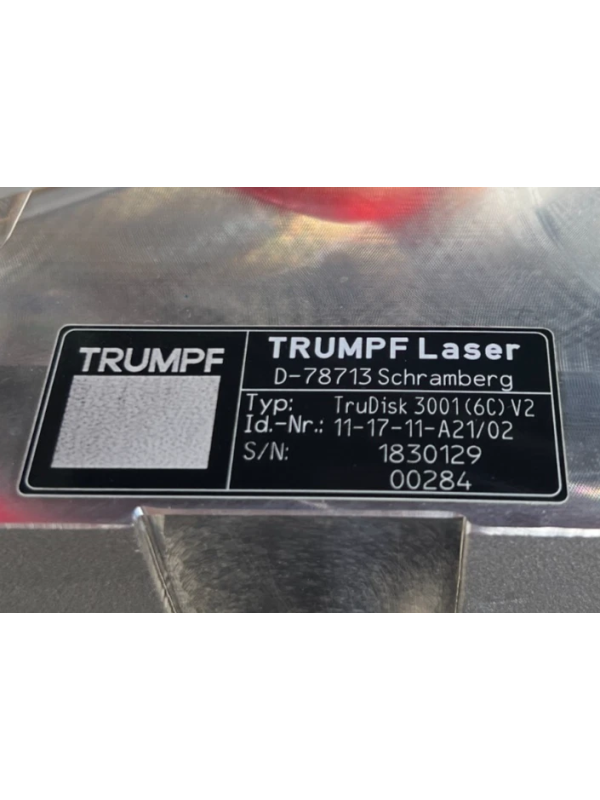 TRUMPF
TRUMPF Laser
D-78713 Schramberg
Typ: TruDisk 3001 (6C) V2
Id.-Nr.: 11-17-11-A21/02
S/N: 1830129
00284